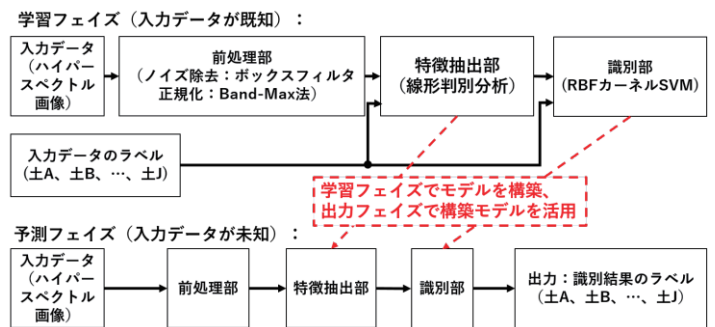 学習フェイズ（入力データが既知）：
入力データ
（ハイパー
スペクトル
画像）
前処理部
（ノイズ除去：ボックスフィルタ
正規化：Band-Max法）
特徴抽出部
（線形判別分析）
識別部
（RBFカーネルSVM）
入力データのラベル
（土A、土B、…、土J）
学習フェイズでモデルを構築、
出力フェイズで構築モデルを活用
予測フェイズ（入力データが未知）：
入力データ
（ハイパー
スペクトル
画像）
前処理部
特徴抽出部
識別部
出力：識別結果のラベル
（土A、土B、…、土J）